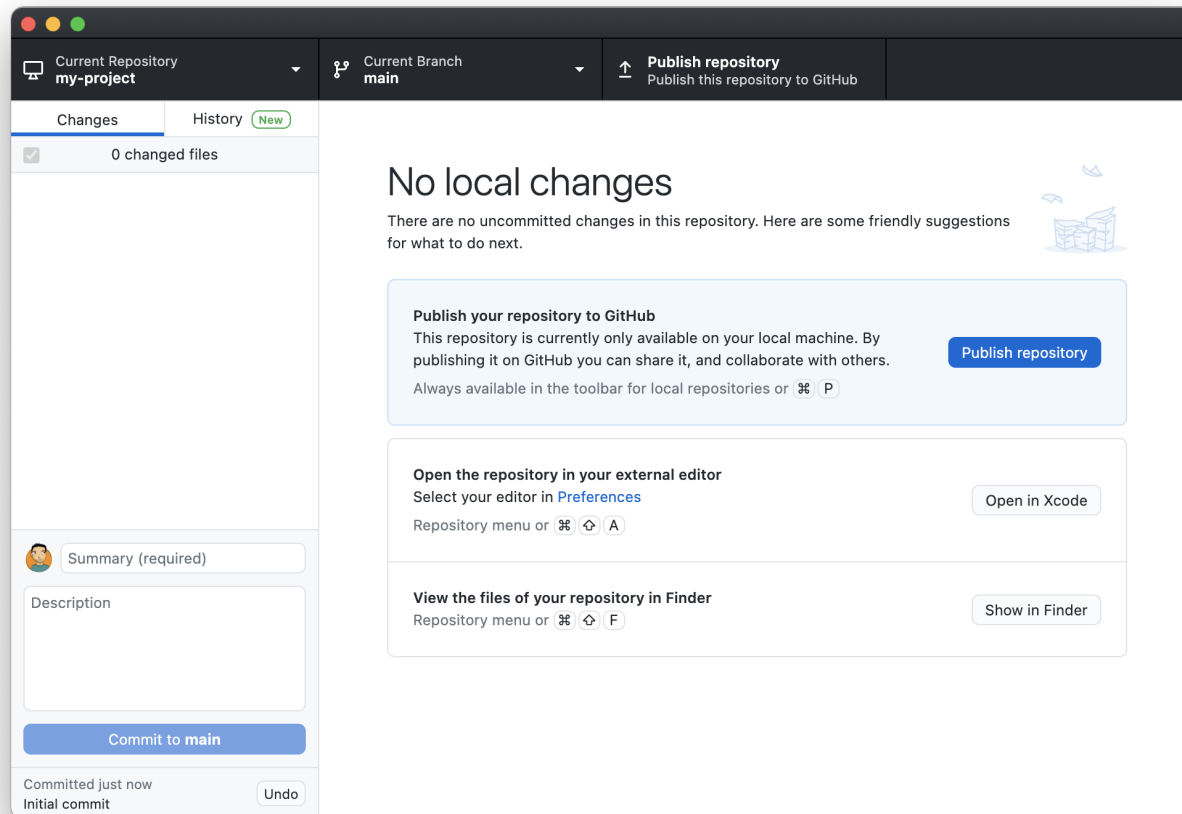 Current Repository
my-project
Current Branch
main
Publish repository
Publish this repository to GitHub
Changes
History New
0 changed files
No local changes
There are no uncommitted changes in this repository. Here are some friendly suggestions
for what to do next.
Publish your repository to GitHub
This repository is currently only available on your local machine. By
publishing it on GitHub you can share it, and collaborate with others.
Always available in the toolbar for local repositories or ⌘ P
Publish repository
Open the repository in your external editor
Select your editor in Preferences
Repository menu or ⌘ ⇧ A
Open in Xcode
View the files of your repository in Finder
Repository menu or ⌘ ⇧ F
Show in Finder
Summary (required)
Description
Commit to main
Committed just now
Initial commit
Undo